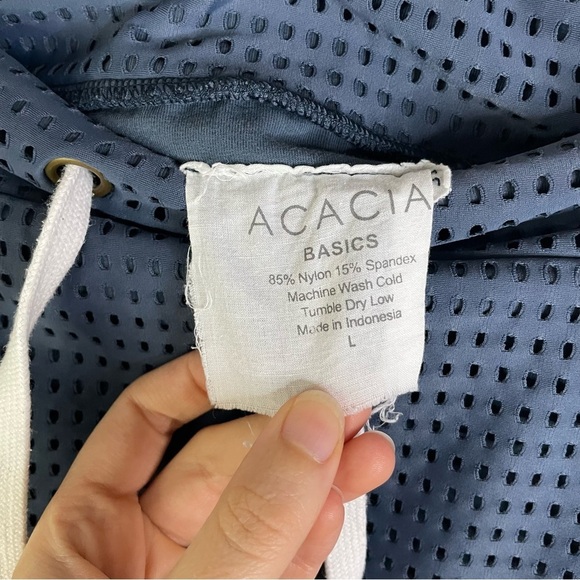 ACACIA
BASICS
85% Nylon 15% Spandex
Machine Wash Cold
Tumble Dry Low
Made in Indonesia
L